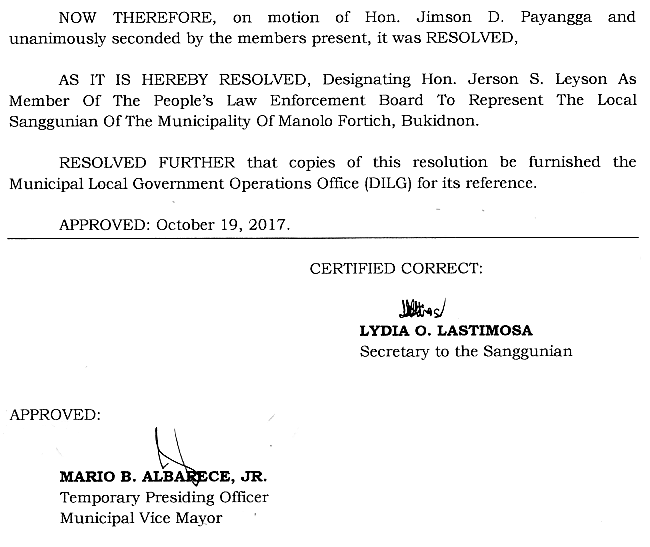 NOW THEREFORE, on motion of Hon. Jimson D. Payangga and
unanimously seconded by the members present, it was RESOLVED,
AS IT IS HEREBY RESOLVED, Designating Hon. Jerson S. Leyson As
Member Of The People's Law Enforcement Board To Represent The Local
Sanggunian Of The Municipality Of Manolo Fortich, Bukidnon.
RESOLVED FURTHER that copies of this resolution be furnished the
Municipal Local Government Operations Office (DILG) for its reference.
APPROVED: October 19, 2017.
CERTIFIED CORRECT:
LYDIA O. LASTIMOSA
Secretary to the Sanggunian
APPROVED:
MARIO B. ALBARECE, JR.
Temporary Presiding Officer
Municipal Vice Mayor